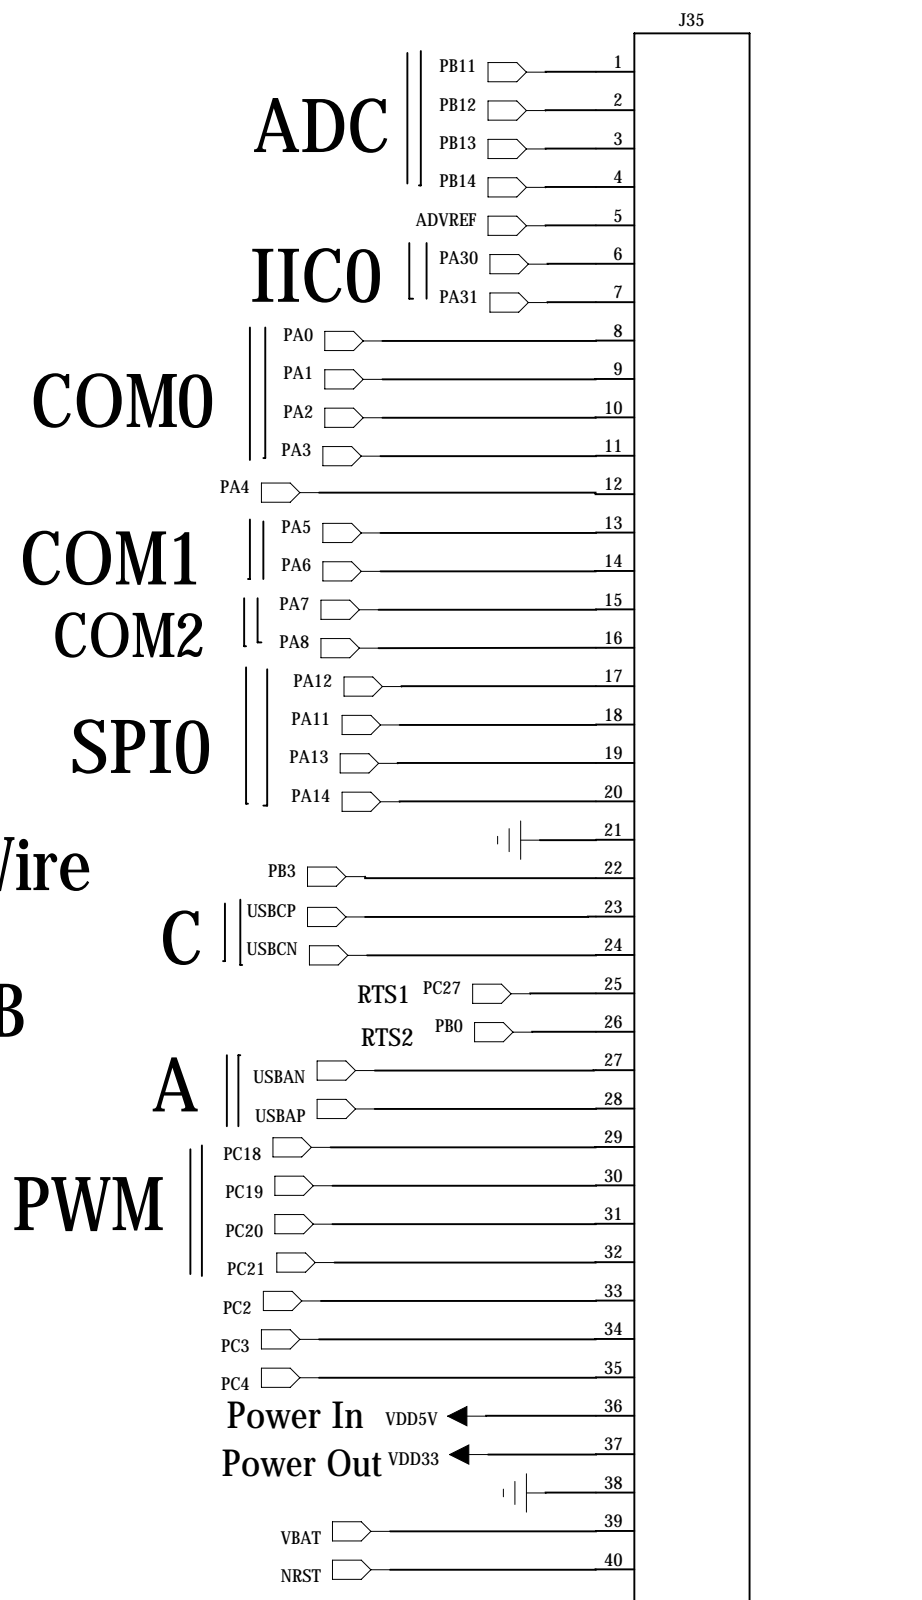 J35
PB11 1
PB12 2
ADC
PB13 3
PB14 4
ADVREF 5
PA30 6
IIC0
PA31 7
PA0 8
PA1 9
COM0
PA2 10
PA3 11
PA4 12
PA5 13
COM1
PA6 14
PA7 15
COM2
PA8 16
PA12 17
PA11 18
SPI0
PA13 19
PA14 20
21
Wire
PB3 22
USBCP 23
C
USBCN 24
RTS1 PC27 25
B
RTS2 PB0 26
USBAN 27
A
USBAP 28
PC18 29
PC19 30
PWM
PC20 31
PC21 32
PC2 33
PC3 34
PC4 35
Power In VDD5V 36
Power Out VDD33 37
38
VBAT 39
NRST 40